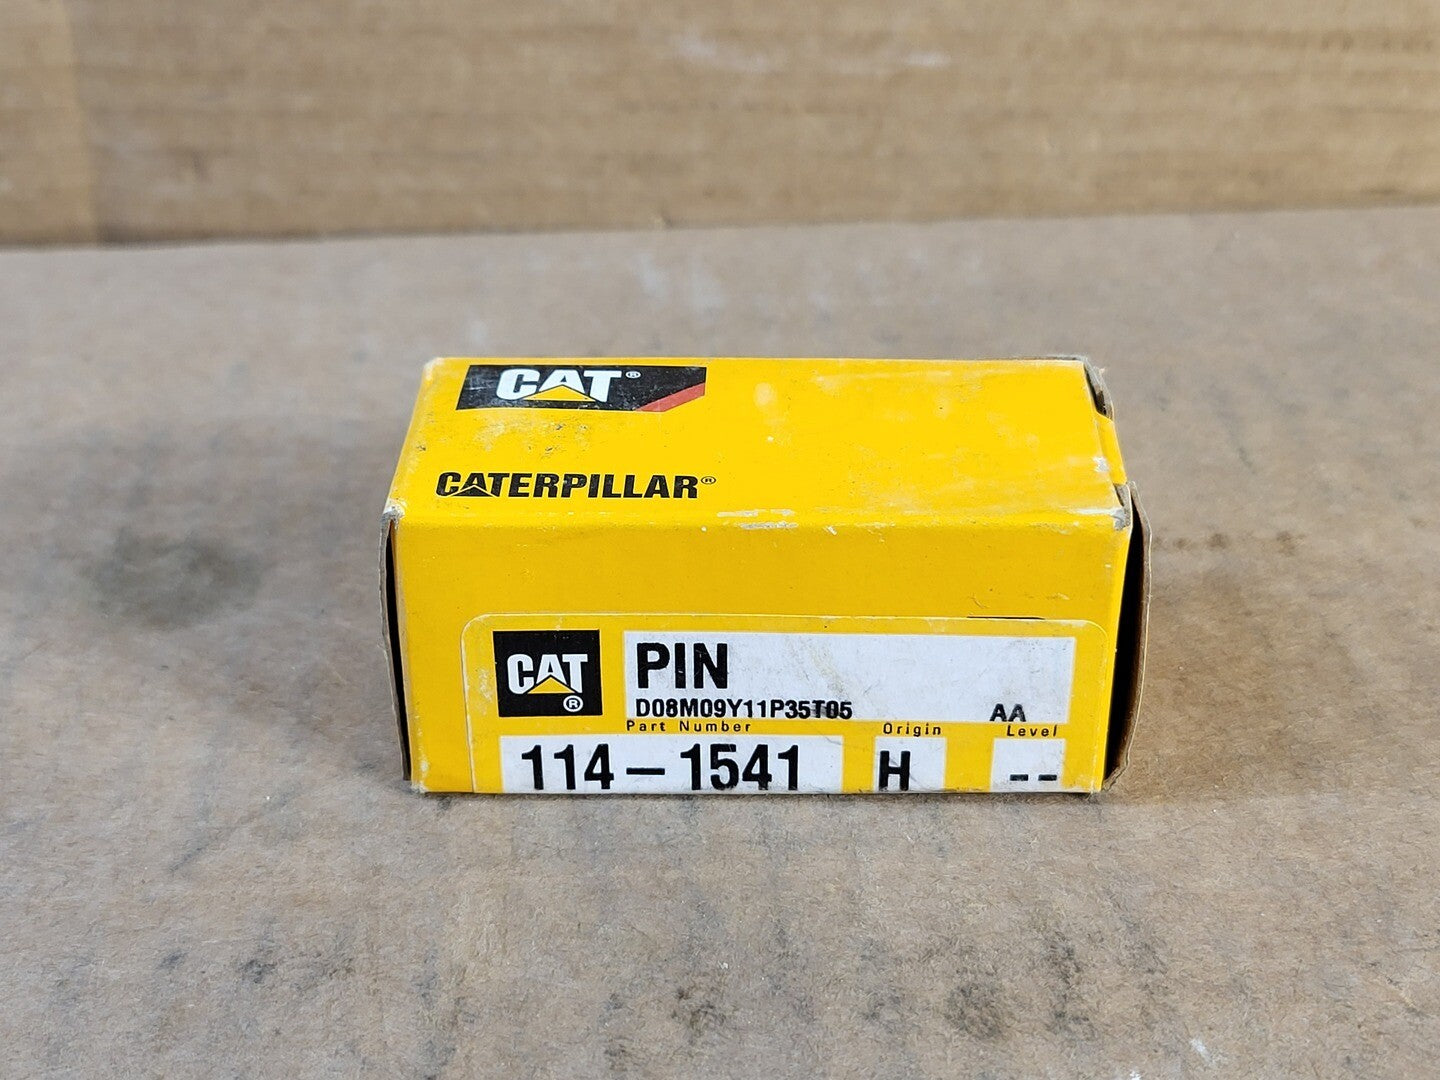 CAT®
CATERPILLAR®
CAT®
PIN
D08M09Y11P35T05 AA
Part Number Origin Level
114-1541 H --